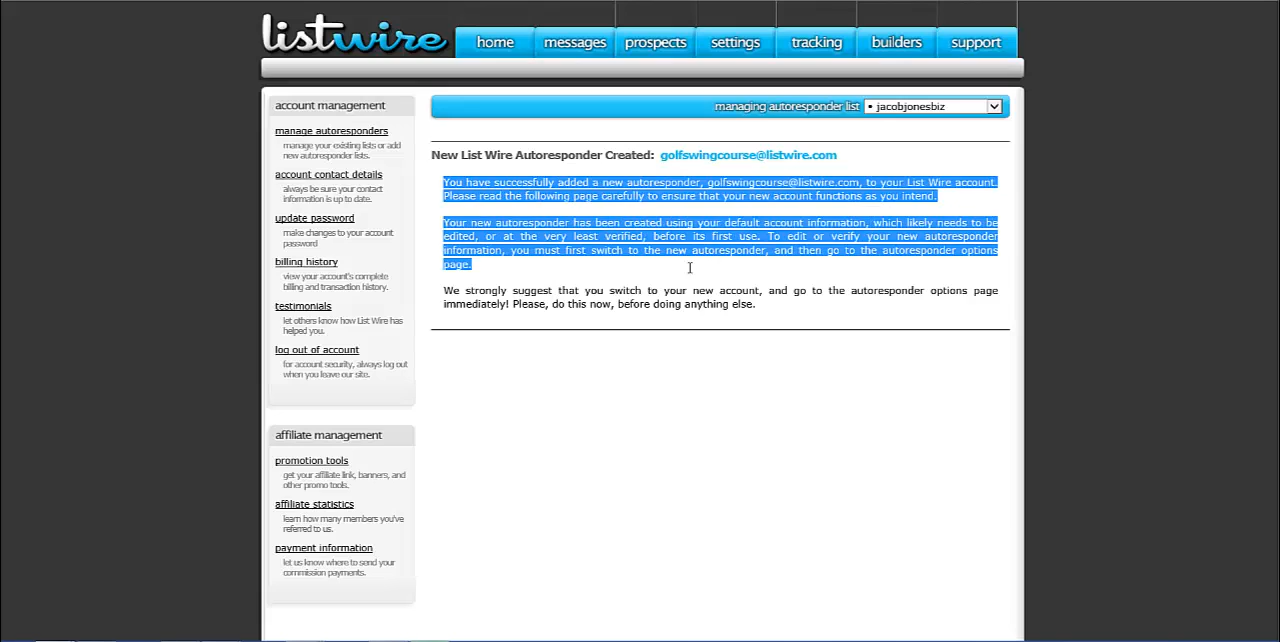 listwire
home messages prospects settings tracking builders support
account management
manage autoresponders
manage your existing lists or add
new autoresponder lists.
account contact details
always be sure your contact
information is up to date.
update password
make changes to your account
password
billing history
view your account's complete
billing and transaction history.
testimonials
let others know how List Wire has
helped you.
log out of account
for account security, always log out
when you leave our site.
affiliate management
promotion tools
get your affiliate link, banners, and
other promo tools.
affiliate statistics
learn how many members you've
referred to us.
payment information
let us know where to send your
commission payments.
managing autoresponder list • jacobjonesbiz
New List Wire Autoresponder Created: golfswingcourse@listwire.com
You have successfully added a new autoresponder, golfswingcourse@listwire.com, to your List Wire account.
Please read the following page carefully to ensure that your new account functions as you intend.
Your new autoresponder has been created using your default account information, which likely needs to be
edited, or at the very least verified, before its first use. To edit or verify your new autoresponder
information, you must first switch to the new autoresponder, and then go to the autoresponder options
page.
We strongly suggest that you switch to your new account, and go to the autoresponder options page
immediately! Please, do this now, before doing anything else.